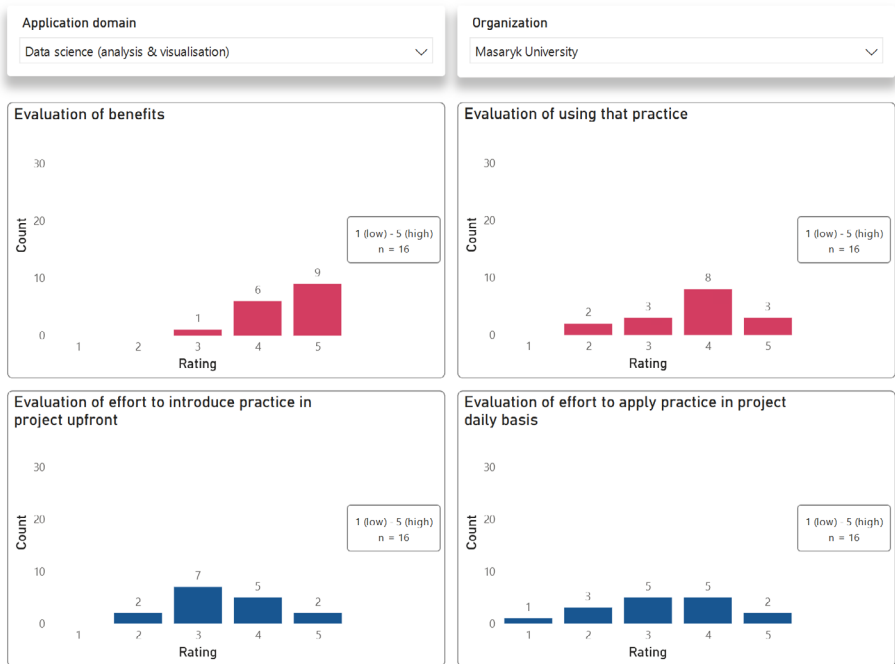 Application domain
Data science (analysis & visualisation)
Organization
Masaryk University
Evaluation of benefits
30
20
10
0
Count
1
6
9
1 2 3 4 5
Rating
1 (low) - 5 (high)
n = 16
Evaluation of using that practice
30
20
10
0
Count
2
3
8
3
1 2 3 4 5
Rating
1 (low) - 5 (high)
n = 16
Evaluation of effort to introduce practice in
project upfront
30
20
10
0
Count
2
7
5
2
1 2 3 4 5
Rating
1 (low) - 5 (high)
n = 16
Evaluation of effort to apply practice in project
daily basis
30
20
10
0
Count
1
3
5
5
2
1 2 3 4 5
Rating
1 (low) - 5 (high)
n = 16